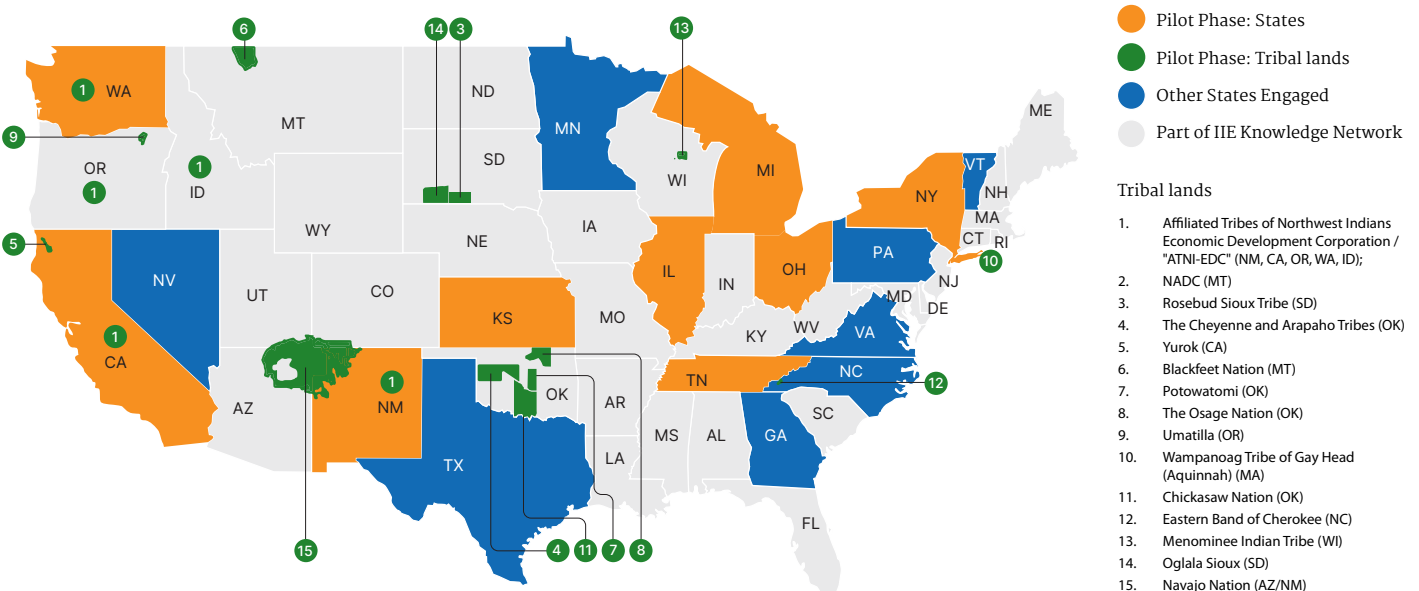 6
14
3
13
1
WA
ND
ME
MT
MN
9
SD
VT
OR
1
ID
WI
MI
NH
1
NY
MA
WY
IA
CT
RI
5
NE
10
PA
NV
IL
OH
NJ
UT
CO
IN
MD
DE
KS
MO
WV
VA
1
KY
CA
NC
1
TN
12
NM
OK
AZ
AR
SC
MS
AL
GA
TX
LA
FL
15
4
11
7
8
Pilot Phase: States
Pilot Phase: Tribal lands
Other States Engaged
Part of IIE Knowledge Network
Tribal lands
1. Affiliated Tribes of Northwest Indians
Economic Development Corporation /
"ATNI-EDC" (NM, CA, OR, WA, ID);
2. NADC (MT)
3. Rosebud Sioux Tribe (SD)
4. The Cheyenne and Arapaho Tribes (OK)
5. Yurok (CA)
6. Blackfeet Nation (MT)
7. Potowatomi (OK)
8. The Osage Nation (OK)
9. Umatilla (OR)
10. Wampanoag Tribe of Gay Head
(Aquinnah) (MA)
11. Chickasaw Nation (OK)
12. Eastern Band of Cherokee (NC)
13. Menominee Indian Tribe (WI)
14. Oglala Sioux (SD)
15. Navajo Nation (AZ/NM)